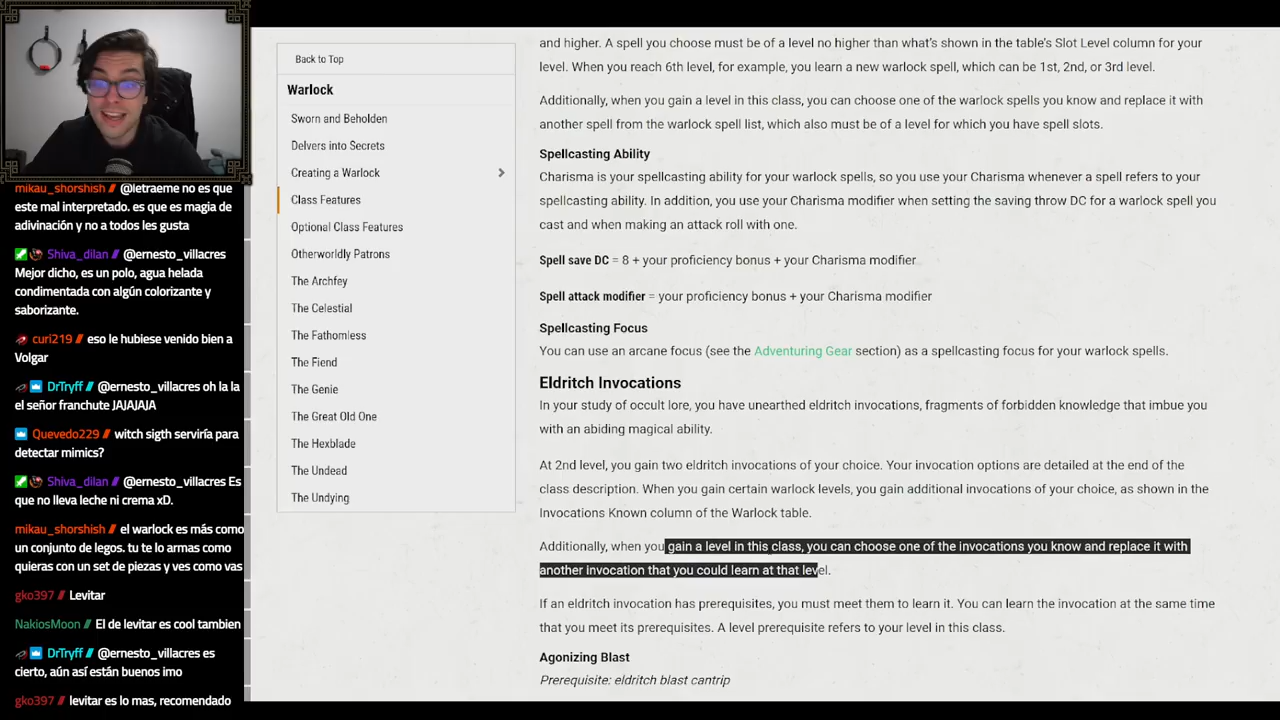 mikau_shorshish // @letraeme no es que
este mal interpretado. es que es magia de
adivinación y no a todos les gusta
Shiva_dilan // @ernesto_villacres
Mejor dicho, es un polo, agua helada
condimentada con algún colorizante y
saborizante.
curi219 // eso le hubiese venido bien a
Volgar
DrTryff // @ernesto_villacres oh la la
el señor franchute JAJAJAJA
Quevedo229 // witch sigth serviría para
detectar mimics?
Shiva_dilan // @ernesto_villacres Es
que no lleva leche ni crema xD.
mikau_shorshish // el warlock es más como
un conjunto de legos. tu te lo armas como
quieras con un set de piezas y ves como vas
gko397 // Levitar
NakiosMoon // El de levitar es cool tambien
DrTryff // @ernesto_villacres es
cierto, aún así están buenos imo
gko397 // levitar es lo mas, recomendado
Back to Top
Warlock
Sworn and Beholden
Delvers into Secrets
Creating a Warlock
Class Features
Optional Class Features
Otherworldly Patrons
The Archfey
The Celestial
The Fathomless
The Fiend
The Genie
The Great Old One
The Hexblade
The Undead
The Undying
and higher. A spell you choose must be of a level no higher than what's shown in the table's Slot Level column for your
level. When you reach 6th level, for example, you learn a new warlock spell, which can be 1st, 2nd, or 3rd level.
Additionally, when you gain a level in this class, you can choose one of the warlock spells you know and replace it with
another spell from the warlock spell list, which also must be of a level for which you have spell slots.
Spellcasting Ability
Charisma is your spellcasting ability for your warlock spells, so you use your Charisma whenever a spell refers to your
spellcasting ability. In addition, you use your Charisma modifier when setting the saving throw DC for a warlock spell you
cast and when making an attack roll with one.
Spell save DC = 8 + your proficiency bonus + your Charisma modifier
Spell attack modifier = your proficiency bonus + your Charisma modifier
Spellcasting Focus
You can use an arcane focus (see the Adventuring Gear section) as a spellcasting focus for your warlock spells.
Eldritch Invocations
In your study of occult lore, you have unearthed eldritch invocations, fragments of forbidden knowledge that imbue you
with an abiding magical ability.
At 2nd level, you gain two eldritch invocations of your choice. Your invocation options are detailed at the end of the
class description. When you gain certain warlock levels, you gain additional invocations of your choice, as shown in the
Invocations Known column of the Warlock table.
Additionally, when you gain a level in this class, you can choose one of the invocations you know and replace it with
another invocation that you could learn at that level.
If an eldritch invocation has prerequisites, you must meet them to learn it. You can learn the invocation at the same time
that you meet its prerequisites. A level prerequisite refers to your level in this class.
Agonizing Blast
Prerequisite: eldritch blast cantrip